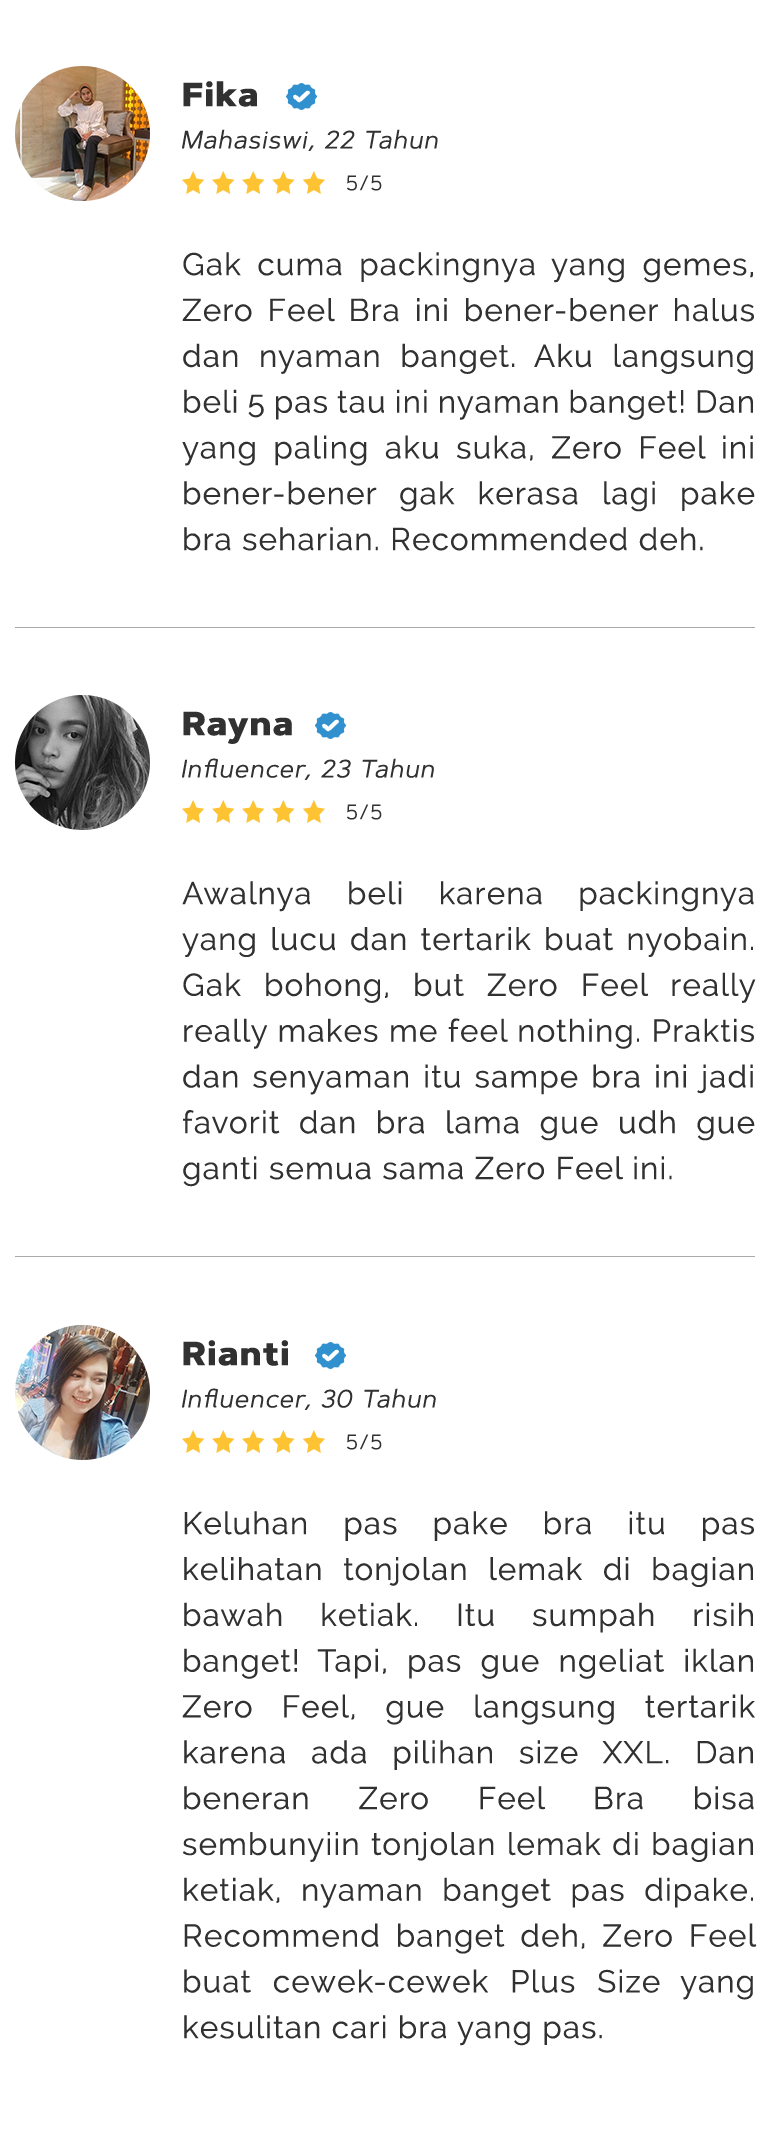 Fika
Mahasiswi, 22 Tahun
5/5
Gak cuma packingnya yang gemes,
Zero Feel Bra ini bener-bener halus
dan nyaman banget. Aku langsung
beli 5 pas tau ini nyaman banget! Dan
yang paling aku suka, Zero Feel ini
bener-bener gak kerasa lagi pake
bra seharian. Recommended deh.
Rayna
Influencer, 23 Tahun
5/5
Awalnya beli karena packingnya
yang lucu dan tertarik buat nyobain.
Gak bohong, but Zero Feel really
really makes me feel nothing. Praktis
dan senyaman itu sampe bra ini jadi
favorit dan bra lama gue udh gue
ganti semua sama Zero Feel ini.
Rianti
Influencer, 30 Tahun
5/5
Keluhan pas pake bra itu pas
kelihatan tonjolan lemak di bagian
bawah ketiak. Itu sumpah risih
banget! Tapi, pas gue ngeliat iklan
Zero Feel, gue langsung tertarik
karena ada pilihan size XXL. Dan
beneran Zero Feel Bra bisa
sembunyiin tonjolan lemak di bagian
ketiak, nyaman banget pas dipake.
Recommend banget deh, Zero Feel
buat cewek-cewek Plus Size yang
kesulitan cari bra yang pas.